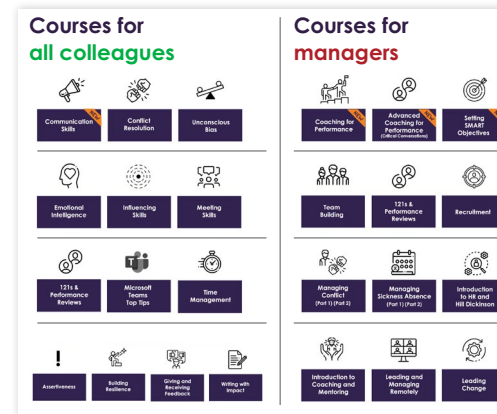 Courses for
all colleagues
NEW
Communication
Skills
Conflict
Resolution
Unconscious
Bias
Emotional
Intelligence
Influencing
Skills
Meeting
Skills
121s &
Performance
Reviews
Microsoft
Teams
Top Tips
Time
Management
Assertiveness
Building
Resilience
Giving and
Receiving
Feedback
Writing with
Impact
Courses for
managers
NEW
Coaching for
Performance
NEW
Advanced
Coaching for
Performance
(Critical Conversations)
NEW
Setting
SMART
Objectives
Team
Building
121s &
Performance
Reviews
Recruitment
Managing
Conflict
(Part 1) (Part 2)
Managing
Sickness Absence
(Part 1) (Part 2)
Introduction
to HR and
Hill Dickinson
Introduction to
Coaching and
Mentoring
Leading and
Managing
Remotely
Leading
Change